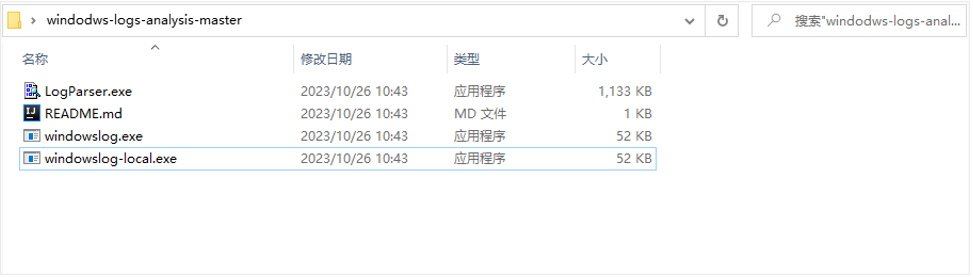 windodws-logs-analysis-master 搜索"windodws-logs-anal...
名称 修改日期 类型 大小
LogParser.exe 2023/10/26 10:43 应用程序 1,133 KB
README.md 2023/10/26 10:43 MD 文件 1 KB
windowslog.exe 2023/10/26 10:43 应用程序 52 KB
windowslog-local.exe 2023/10/26 10:43 应用程序 52 KB